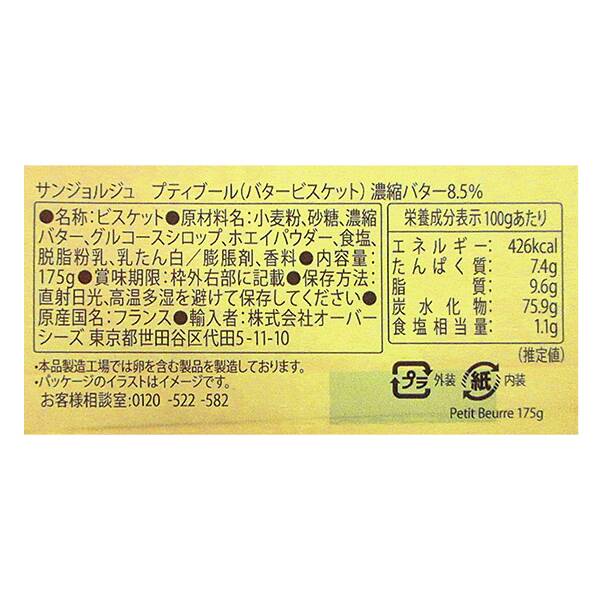 サンジョルジュ プティブール(バタービスケット) 濃縮バター8.5%
●名称:ビスケット●原材料名:小麦粉、砂糖、濃縮
バター、グルコースシロップ、ホエイパウダー、食塩、
脱脂粉乳、乳たん白／膨脹剤、香料●内容量:
175g●賞味期限:枠外右部に記載●保存方法:
直射日光、高温多湿を避けて保存してください●
原産国名:フランス●輸入者:株式会社オーバー
シーズ 東京都世田谷区代田5-11-10
栄養成分表示 100gあたり
エネルギー: 426kcal
たんぱく質: 7.4g
脂質: 9.6g
炭水化物: 75.9g
食塩相当量: 1.1g
(推定値)
・本品製造工場では卵を含む製品を製造しております。
・パッケージのイラストはイメージです。
お客様相談室:0120 -522 -582
プラ 外装 紙 内装
Petit Beurre 175g